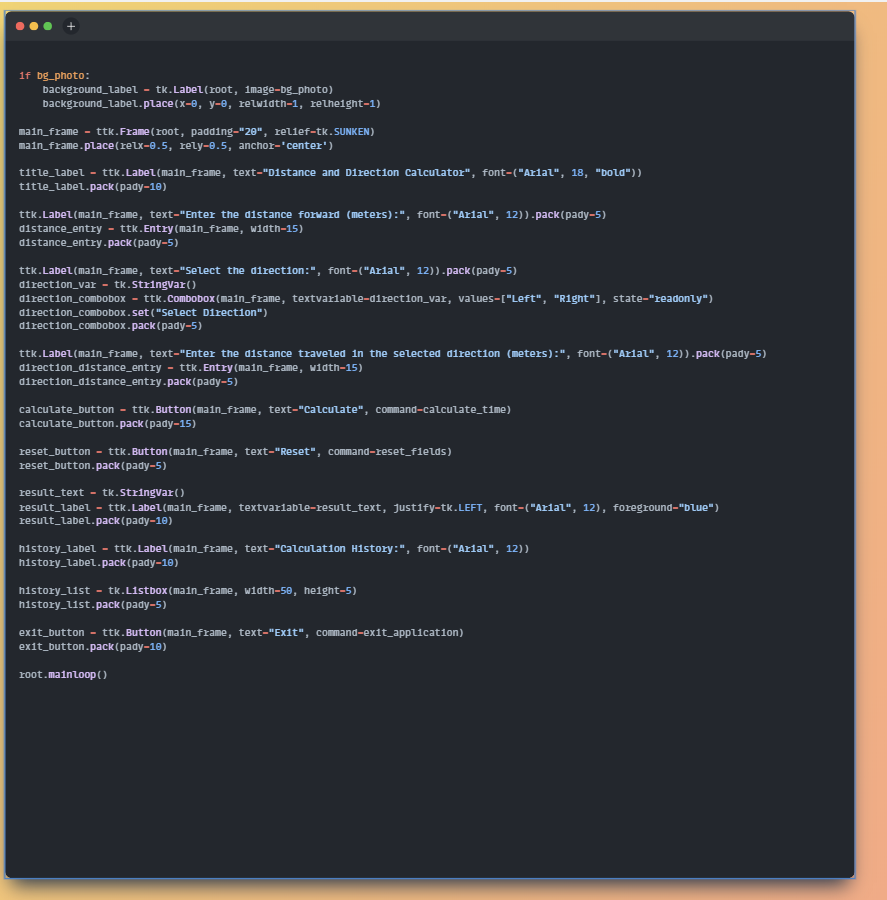 if bg_photo:
    background_label = tk.Label(root, image=bg_photo)
    background_label.place(x=0, y=0, relwidth=1, relheight=1)

main_frame = ttk.Frame(root, padding="20", relief=tk.SUNKEN)
main_frame.place(relx=0.5, rely=0.5, anchor='center')

title_label = ttk.Label(main_frame, text="Distance and Direction Calculator", font=("Arial", 18, "bold"))
title_label.pack(pady=10)

ttk.Label(main_frame, text="Enter the distance forward (meters):", font=("Arial", 12)).pack(pady=5)
distance_entry = ttk.Entry(main_frame, width=15)
distance_entry.pack(pady=5)

ttk.Label(main_frame, text="Select the direction:", font=("Arial", 12)).pack(pady=5)
direction_var = tk.StringVar()
direction_combobox = ttk.Combobox(main_frame, textvariable=direction_var, values=["Left", "Right"], state="readonly")
direction_combobox.set("Select Direction")
direction_combobox.pack(pady=5)

ttk.Label(main_frame, text="Enter the distance traveled in the selected direction (meters):", font=("Arial", 12)).pack(pady=5)
direction_distance_entry = ttk.Entry(main_frame, width=15)
direction_distance_entry.pack(pady=5)

calculate_button = ttk.Button(main_frame, text="Calculate", command=calculate_time)
calculate_button.pack(pady=15)

reset_button = ttk.Button(main_frame, text="Reset", command=reset_fields)
reset_button.pack(pady=5)

result_text = tk.StringVar()
result_label = ttk.Label(main_frame, textvariable=result_text, justify=tk.LEFT, font=("Arial", 12), foreground="blue")
result_label.pack(pady=10)

history_label = ttk.Label(main_frame, text="Calculation History:", font=("Arial", 12))
history_label.pack(pady=10)

history_list = tk.Listbox(main_frame, width=50, height=5)
history_list.pack(pady=5)

exit_button = ttk.Button(main_frame, text="Exit", command=exit_application)
exit_button.pack(pady=10)

root.mainloop()